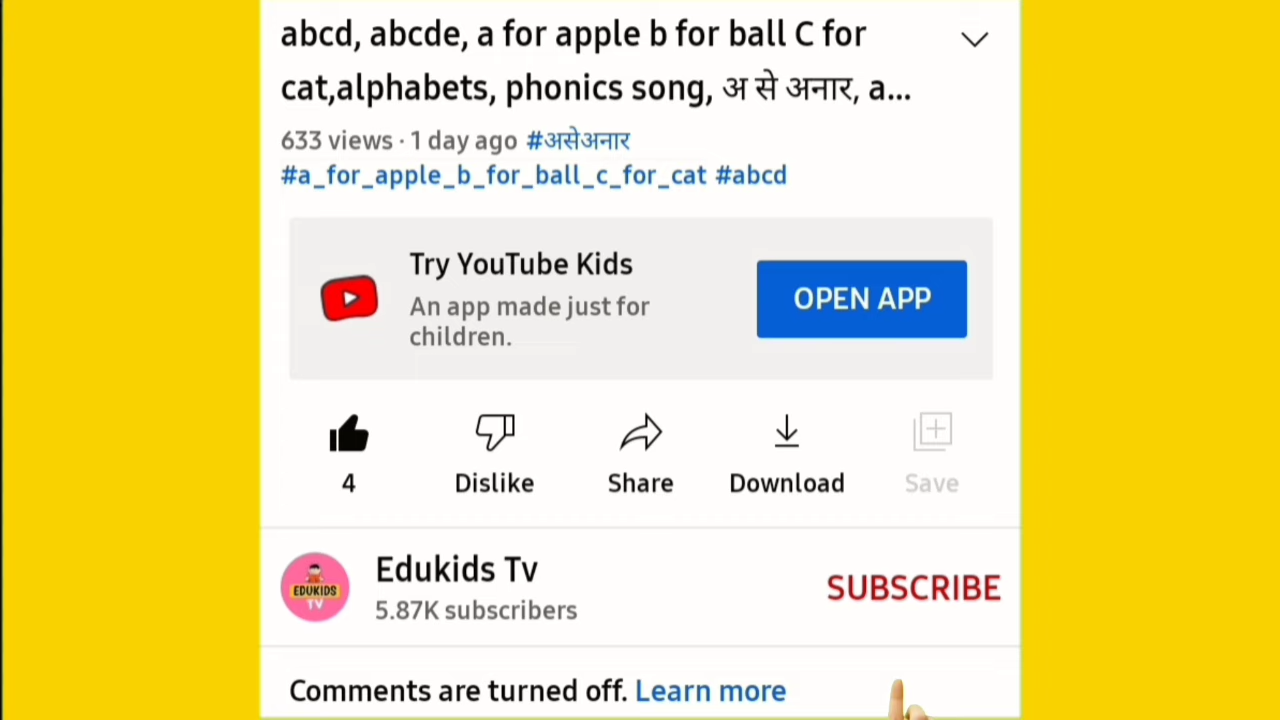 abcd, abcde, a for apple b for ball C for
cat,alphabets, phonics song, अ से अनार, a...
633 views · 1 day ago #असेअनार
#a_for_apple_b_for_ball_c_for_cat #abcd
Try YouTube Kids
An app made just for
children.
OPEN APP
4
Dislike
Share
Download
Save
EDUKIDS
TV
Edukids Tv
5.87K subscribers
SUBSCRIBE
Comments are turned off. Learn more